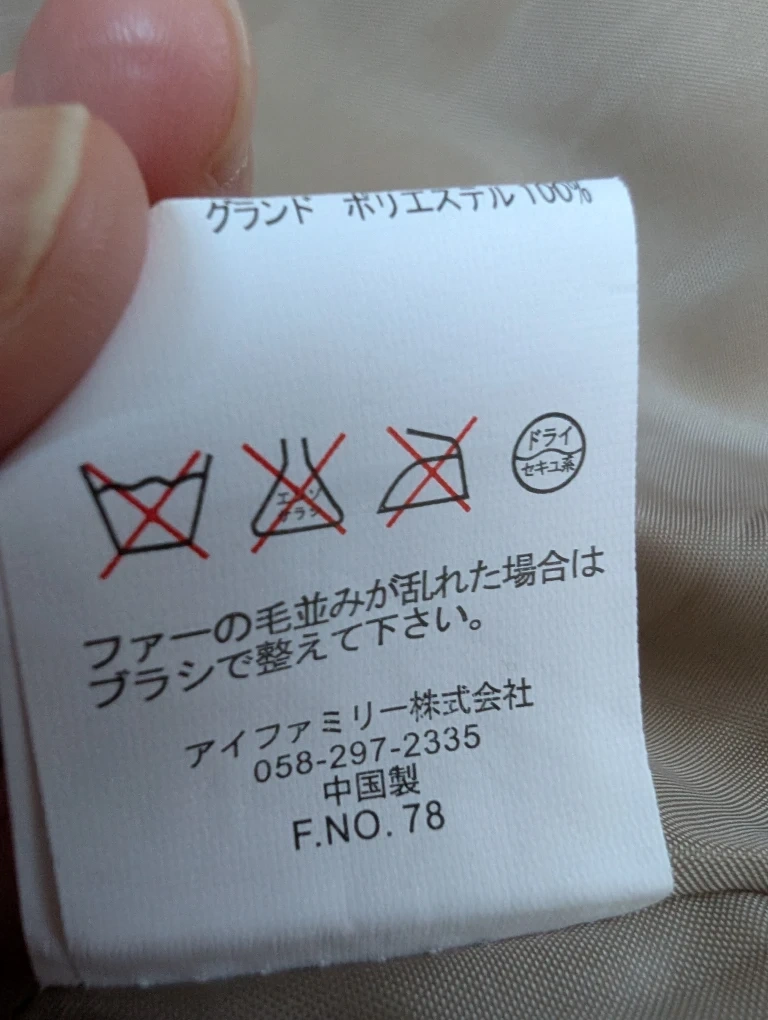 グランド ポリエステル100%
エンソ
サラシ
ドライ
セキユ系
ファーの毛並みが乱れた場合は
ブラシで整えて下さい。
アイファミリー株式会社
058-297-2335
中国製
F.NO. 78